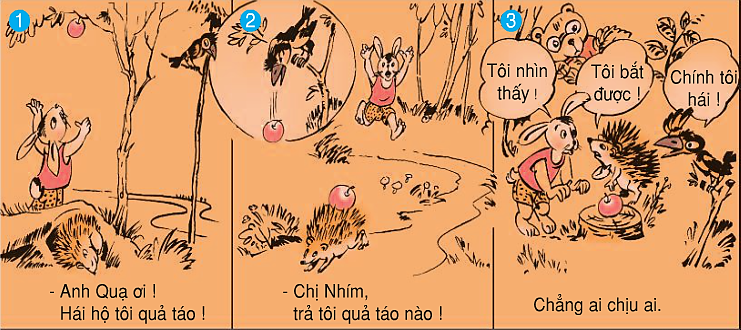 1
- Anh Quạ ơi !
Hái hộ tôi quả táo !
2
- Chị Nhím,
trả tôi quả táo nào !
3
Tôi nhìn
thấy !
Tôi bắt
được !
Chính tôi
hái !
Chẳng ai chịu ai.